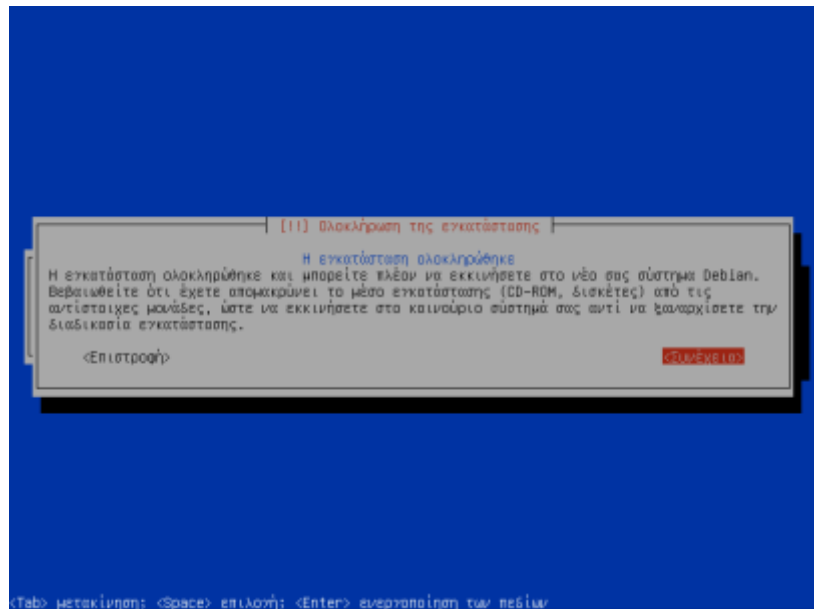 [!!] Ολοκλήρωση της εγκατάστασης
Η εγκατάσταση ολοκληρώθηκε
Η εγκατάσταση ολοκληρώθηκε και μπορείτε πλέον να εκκινήσετε στο νέο σας σύστημα Debian.
Βεβαιωθείτε ότι έχετε απομακρύνει το μέσο εγκατάστασης (CD-ROM, δισκέτες) από τις
αντίστοιχες μονάδες, ώστε να εκκινήσετε στο καινούριο σύστημά σας αντί να ξαναρχίσετε την
διαδικασία εγκατάστασης.
<Επιστροφή> <Συνέχεια>
<Tab> μετακίνηση; <Space> επιλογή; <Enter> ενεργοποίηση των πεδίων